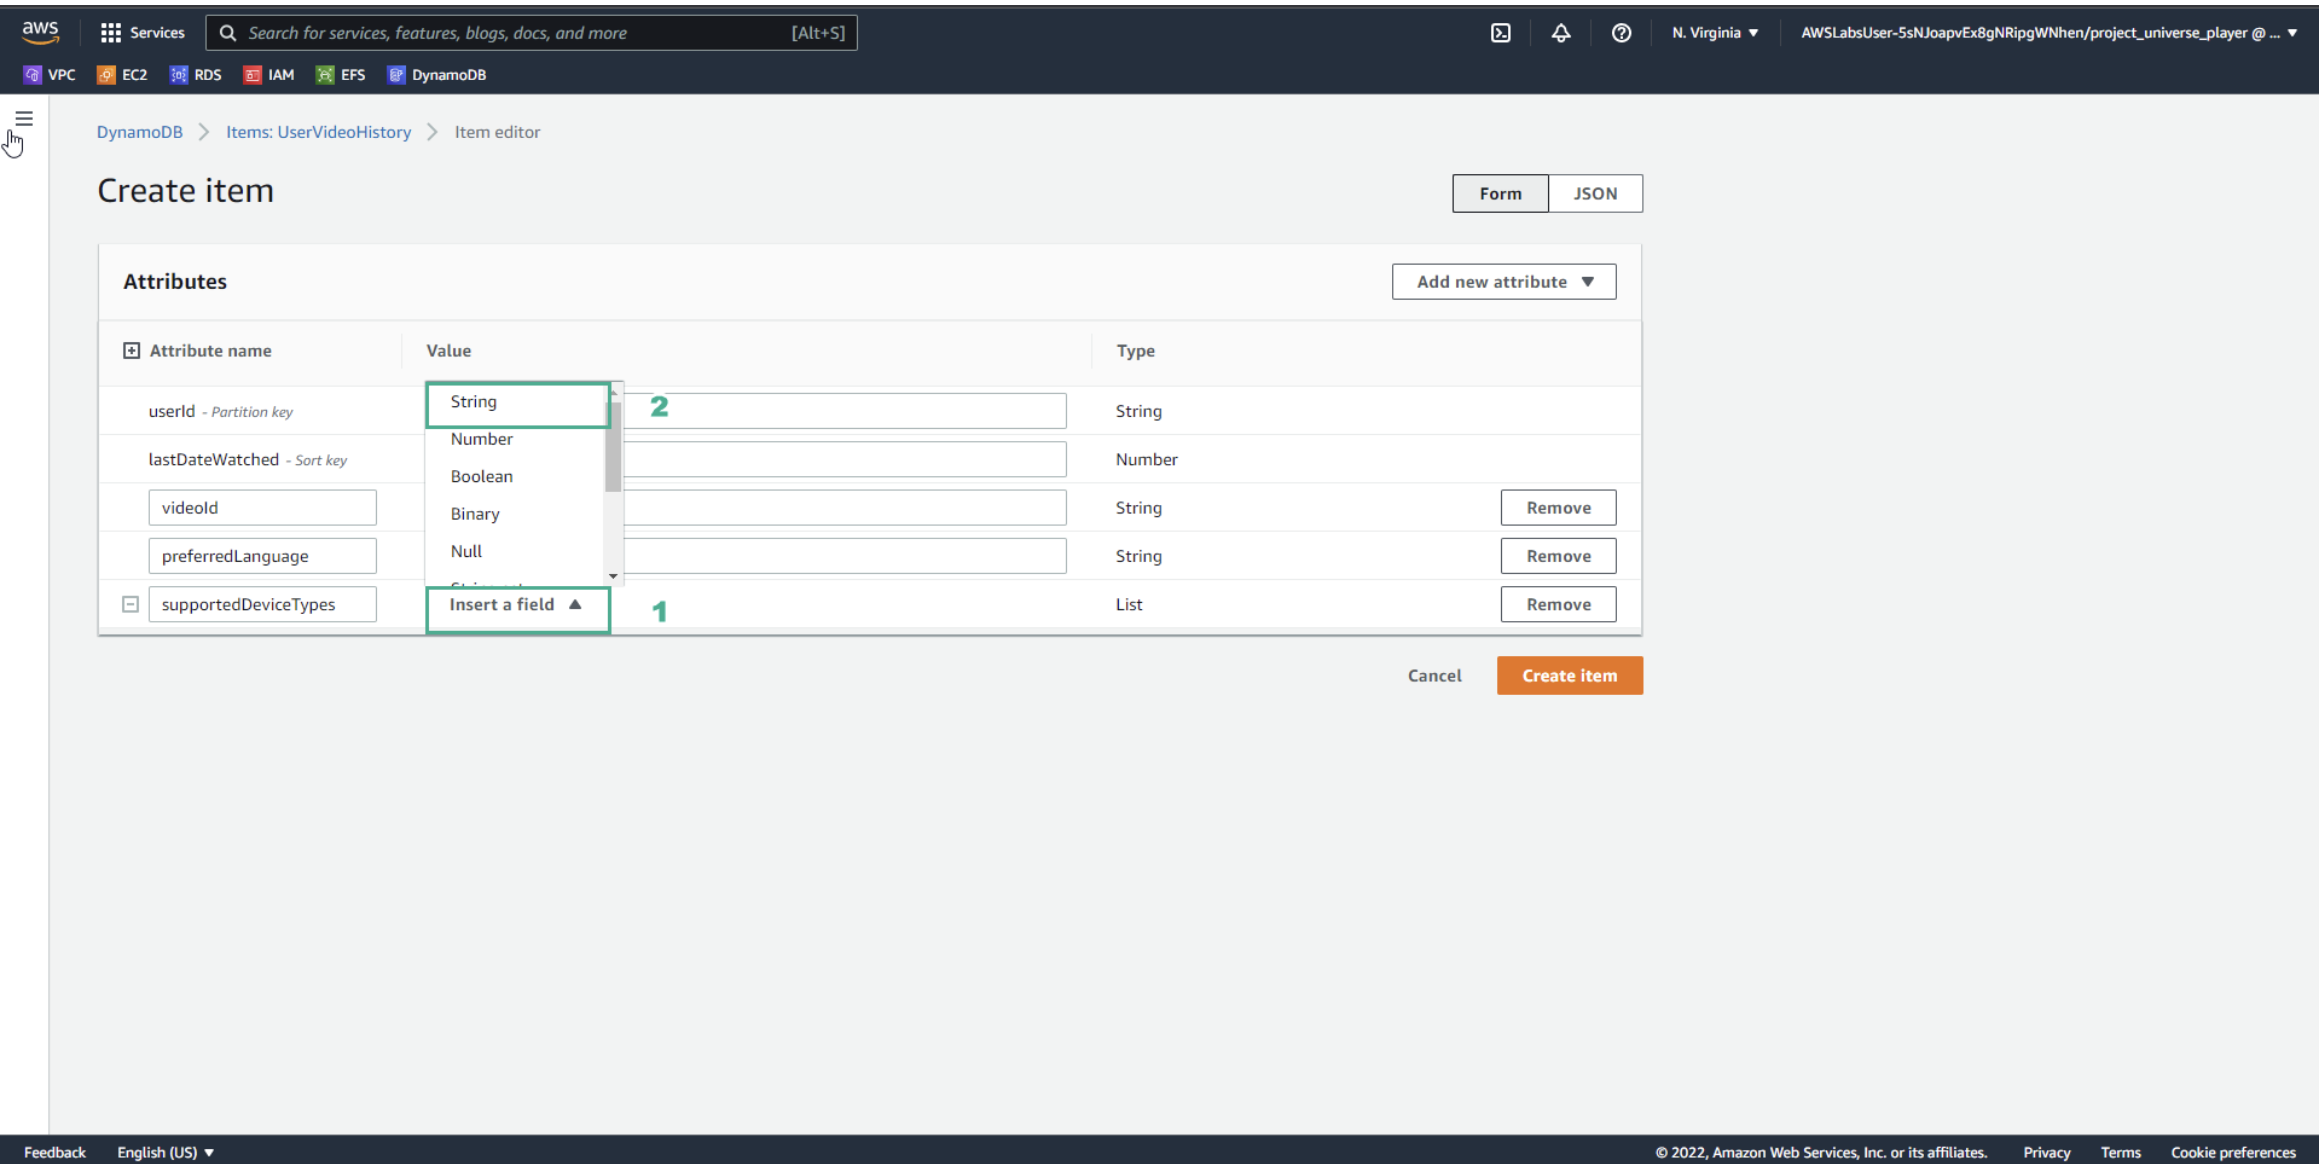 aws Services Search for services, features, blogs, docs, and more [Alt+S] N. Virginia ▼ AWSLabsUser-5sNJoapvEx8gNRipgWNhen/project_universe_player @ ... ▼
VPC EC2 RDS IAM EFS DynamoDB
DynamoDB > Items: UserVideoHistory > Item editor
Create item
Form JSON
Attributes
Add new attribute ▼
Attribute name Value Type
String 2
userId - Partition key String
Number
lastDateWatched - Sort key Number
Boolean
videoId String Remove
Binary
Null
preferredLanguage String Remove
supportedDeviceTypes Insert a field ▲ 1 List Remove
Cancel Create item
Feedback English (US) ▼ © 2022, Amazon Web Services, Inc. or its affiliates. Privacy Terms Cookie preferences